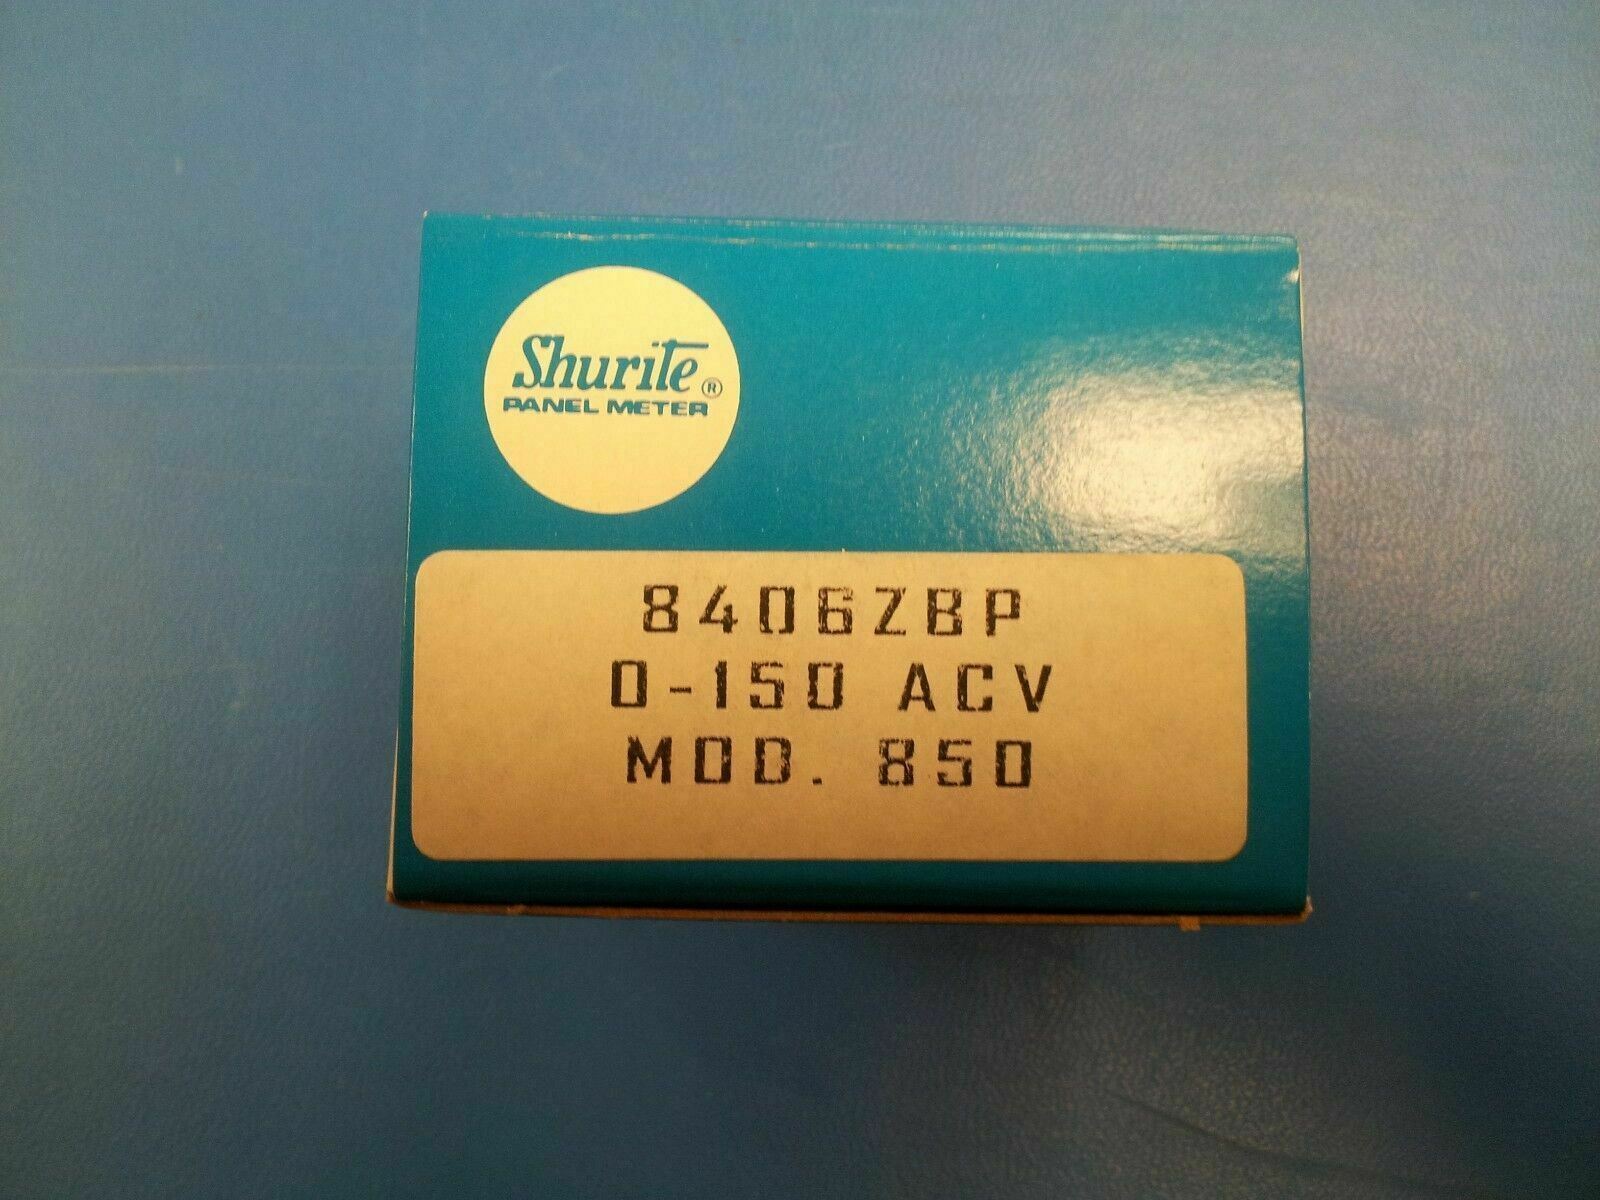 Shurite®
PANEL METER
8406ZBP
0-150 ACV
MOD. 850